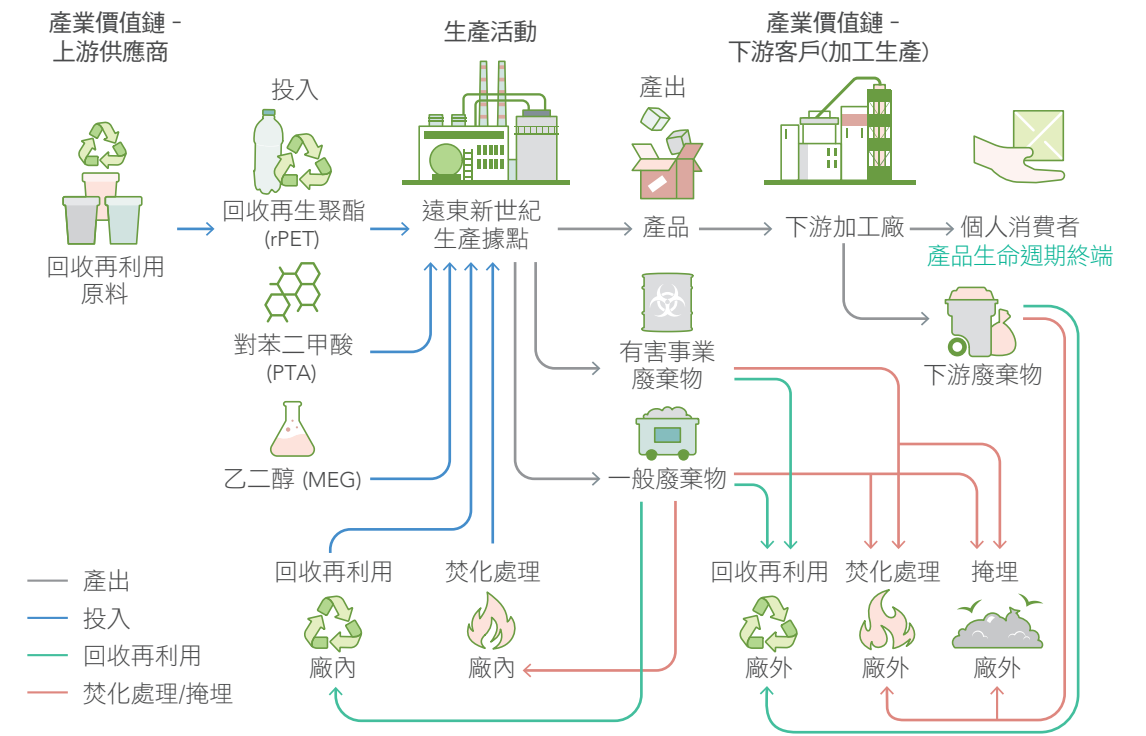 產業價值鏈 -
上游供應商
生產活動
產業價值鏈 -
下游客戶(加工生產)
投入
產出
回收再利用
原料
回收再生聚酯
(rPET)
遠東新世紀
生產據點
產品
下游加工廠
個人消費者
產品生命週期終端
對苯二甲酸
(PTA)
有害事業
廢棄物
下游廢棄物
乙二醇 (MEG)
一般廢棄物
回收再利用
焚化處理
回收再利用
焚化處理
掩埋
廠內
廠內
廠外
廠外
廠外
產出
投入
回收再利用
焚化處理/掩埋